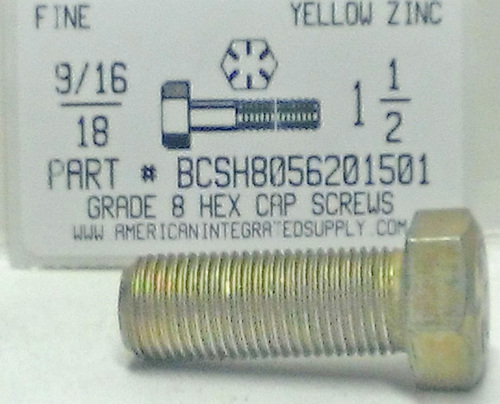 FINE YELLOW ZINC
9/16 1 1/2
18
PART # BCSH8056201501
GRADE 8 HEX CAP SCREWS
WWW.AMERICANINTEGRATEDSUPPLY.COM